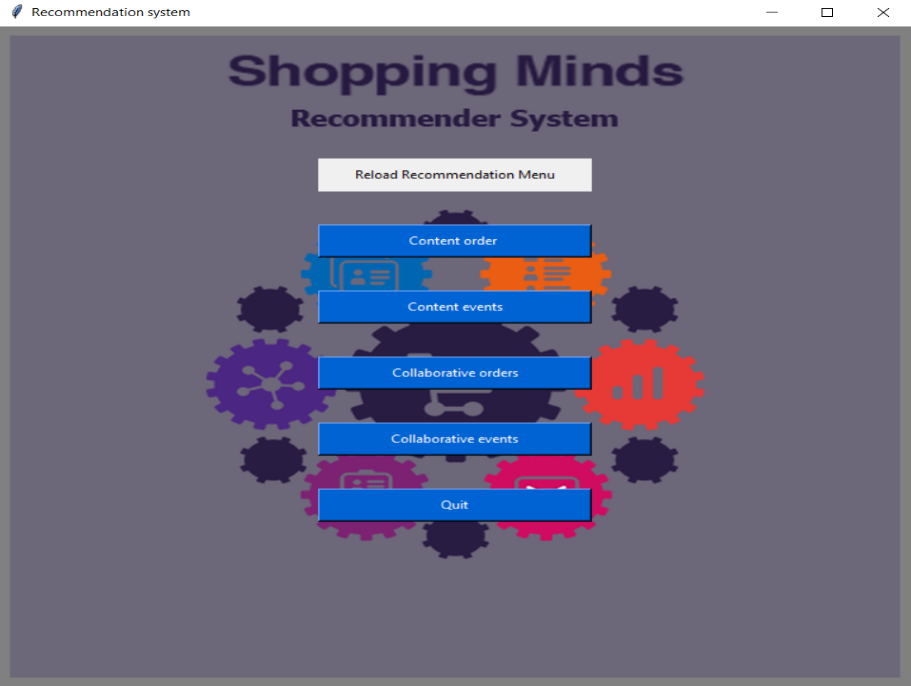 Recommendation system
Shopping Minds
Recommender System
Reload Recommendation Menu
Content order
Content events
Collaborative orders
Collaborative events
Quit